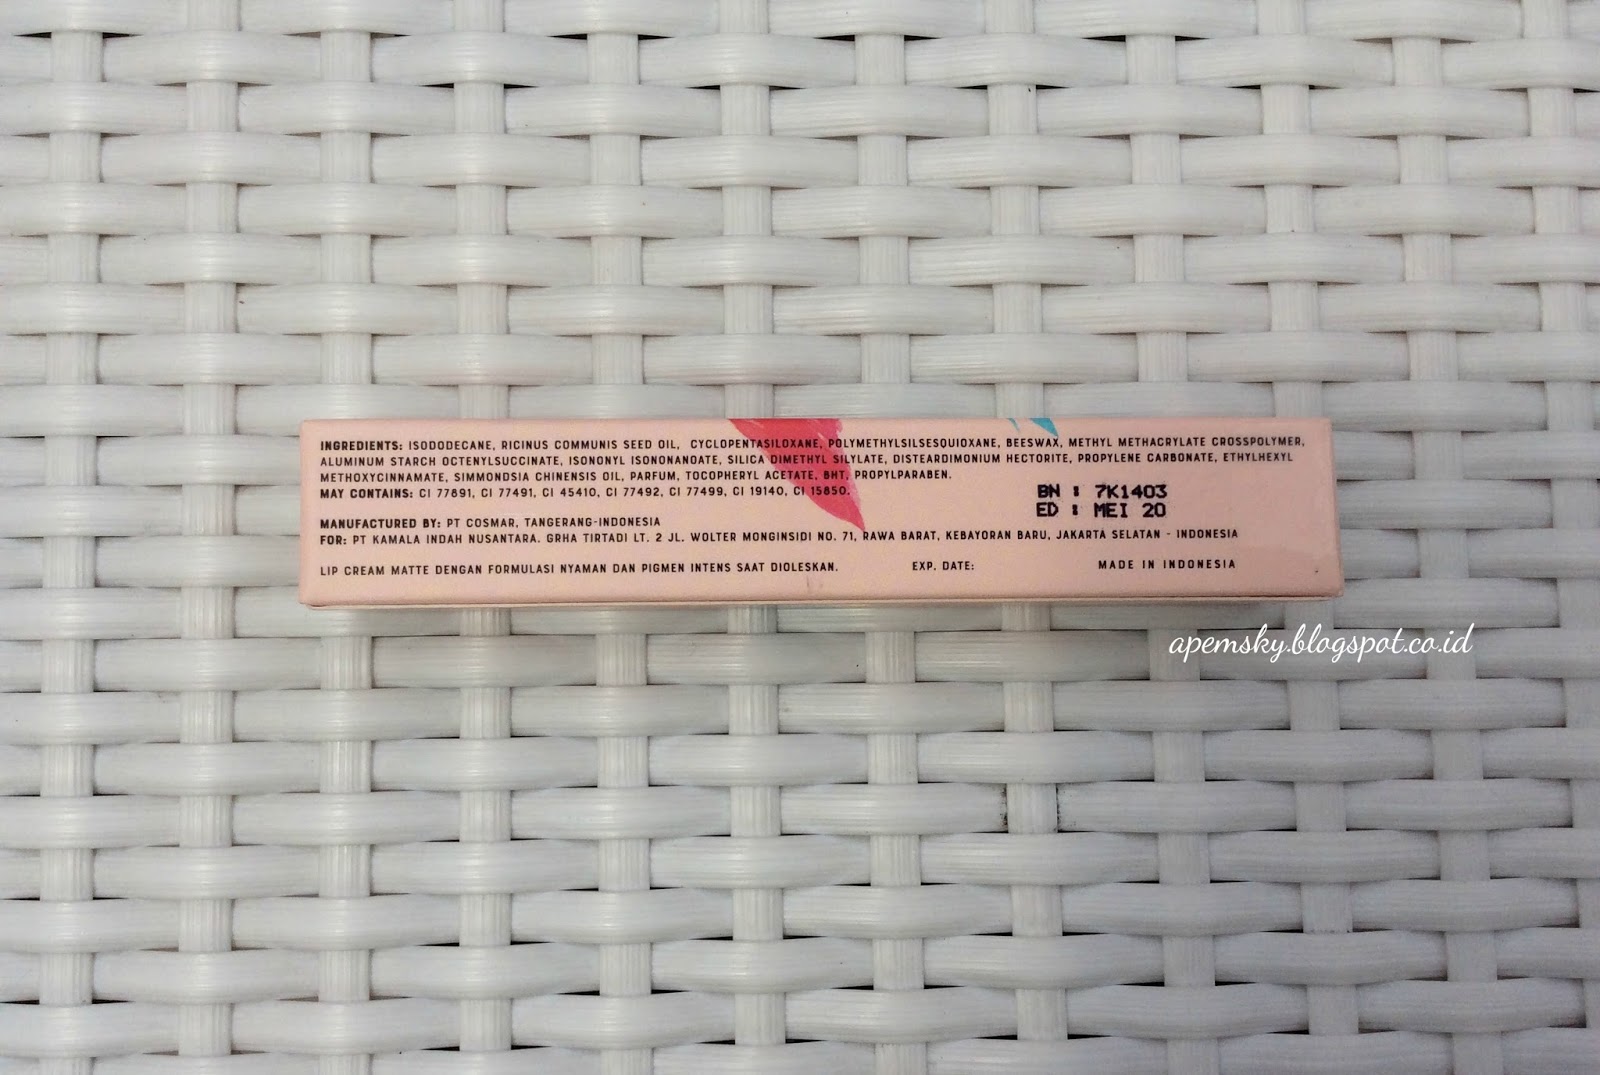 INGREDIENTS: ISODODECANE, RICINUS COMMUNIS SEED OIL, CYCLOPENTASILOXANE, POLYMETHYLSILSESQUIOXANE, BEESWAX, METHYL METHACRYLATE CROSSPOLYMER,
ALUMINUM STARCH OCTENYLSUCCINATE, ISONONYL ISONONANOATE, SILICA DIMETHYL SILYLATE, DISTEARDIMONIUM HECTORITE, PROPYLENE CARBONATE, ETHYLHEXYL
METHOXYCINNAMATE, SIMMONDSIA CHINENSIS OIL, PARFUM, TOCOPHERYL ACETATE, BHT, PROPYLPARABEN.
MAY CONTAINS: CI 77891, CI 77491, CI 45410, CI 77492, CI 77499, CI 19140, CI 15850.
BN : 7K1403
ED : MEI 20
MANUFACTURED BY: PT COSMAR, TANGERANG-INDONESIA
FOR: PT KAMALA INDAH NUSANTARA. GRHA TIRTADI LT. 2 JL. WOLTER MONGINSIDI NO. 71, RAWA BARAT, KEBAYORAN BARU, JAKARTA SELATAN - INDONESIA
LIP CREAM MATTE DENGAN FORMULASI NYAMAN DAN PIGMEN INTENS SAAT DIOLESKAN. EXP. DATE: MADE IN INDONESIA
apemsky.blogspot.co.id